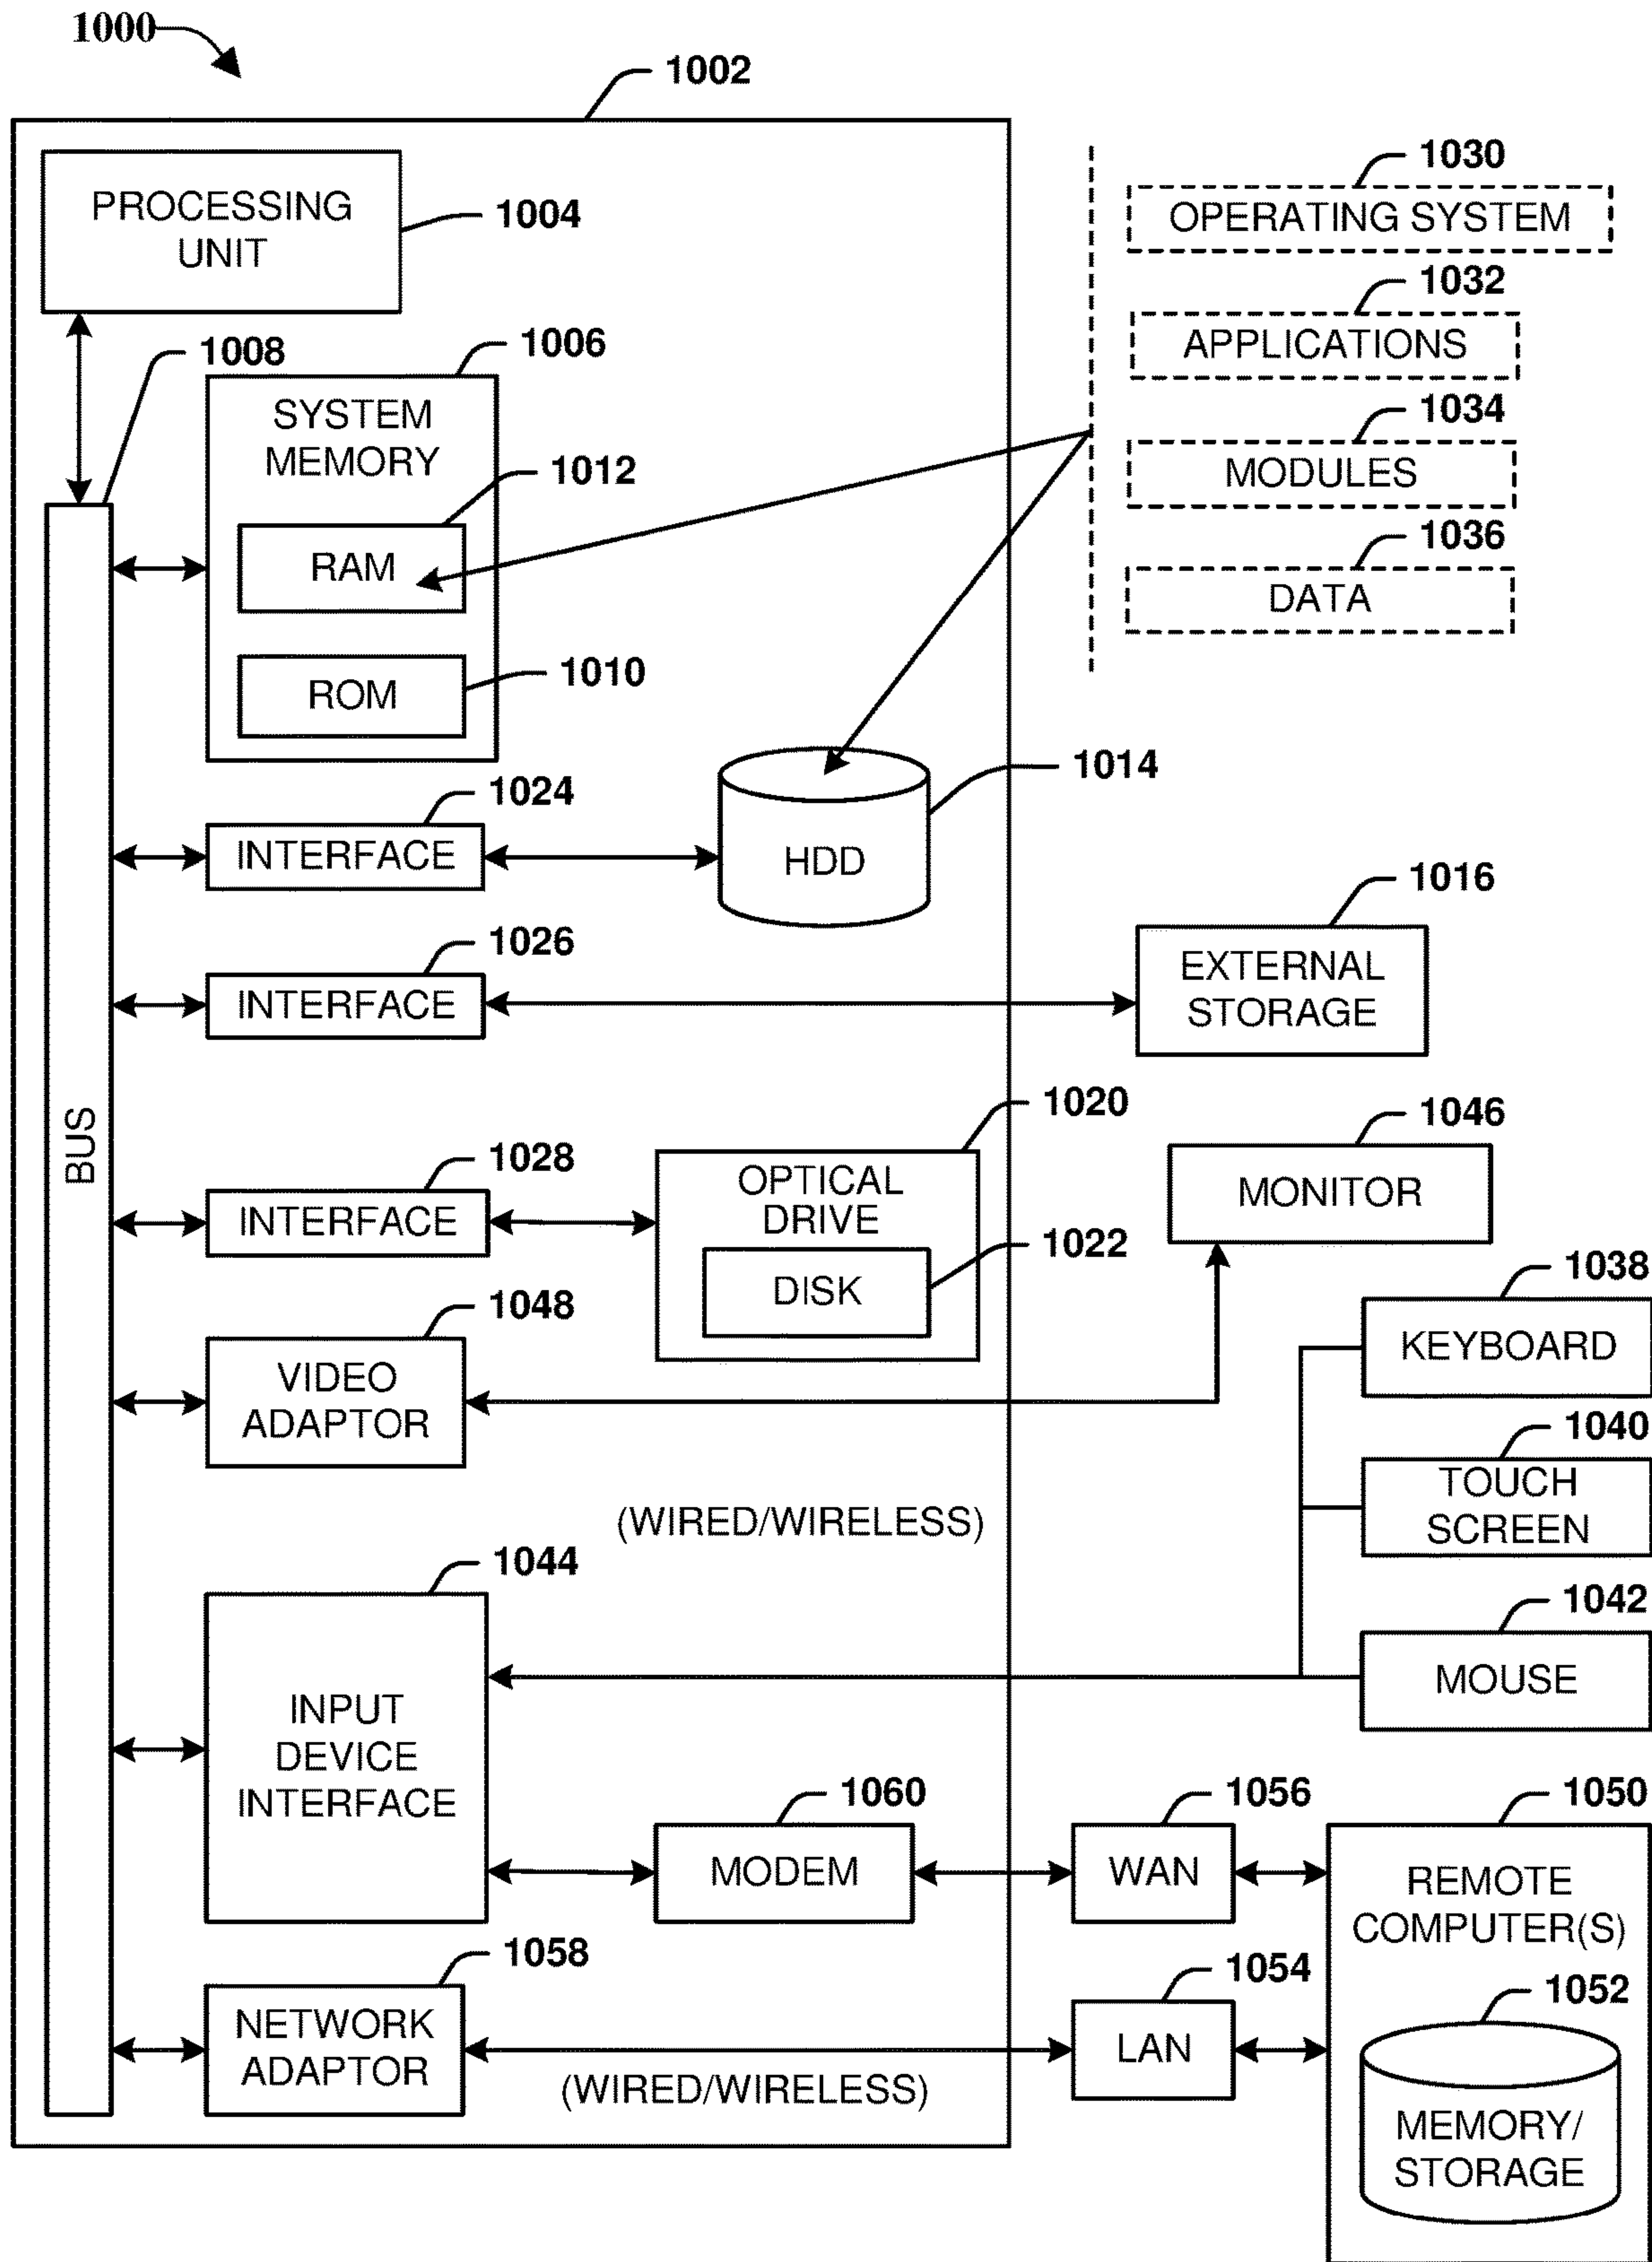 1000
1002
PROCESSING
UNIT
1004
1030
OPERATING SYSTEM
1032
APPLICATIONS
1034
MODULES
1036
DATA
1008
1006
SYSTEM
MEMORY
1012
RAM
1010
ROM
1014
HDD
1024
INTERFACE
1026
INTERFACE
1016
EXTERNAL
STORAGE
BUS
1028
INTERFACE
1020
OPTICAL
DRIVE
1022
DISK
1046
MONITOR
1048
VIDEO
ADAPTOR
1038
KEYBOARD
1040
TOUCH
SCREEN
(WIRED/WIRELESS)
1042
MOUSE
1044
INPUT
DEVICE
INTERFACE
1060
MODEM
1056
WAN
1050
REMOTE
COMPUTER(S)
1058
NETWORK
ADAPTOR
(WIRED/WIRELESS)
1054
LAN
1052
MEMORY/
STORAGE